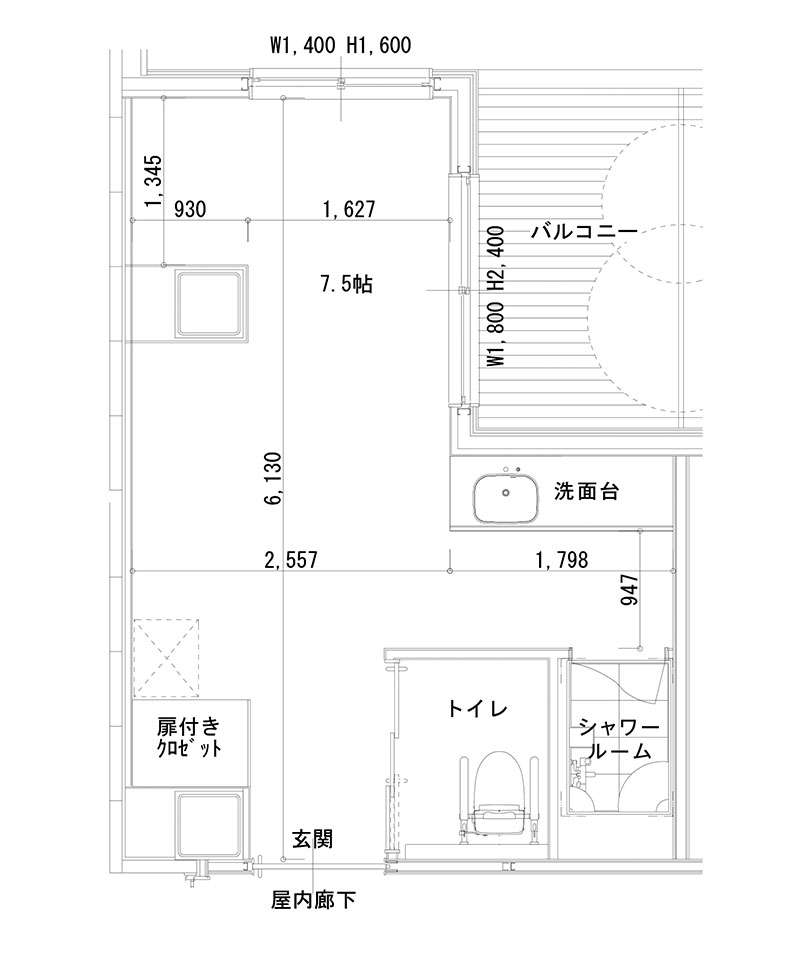 W1,400 H1,600
1,345
930
1,627
バルコニー
W1,800 H2,400
7.5帖
6,130
洗面台
2,557
1,798
947
トイレ
扉付き
ｸﾛｾﾞｯﾄ
シャワー
ルーム
玄関
屋内廊下